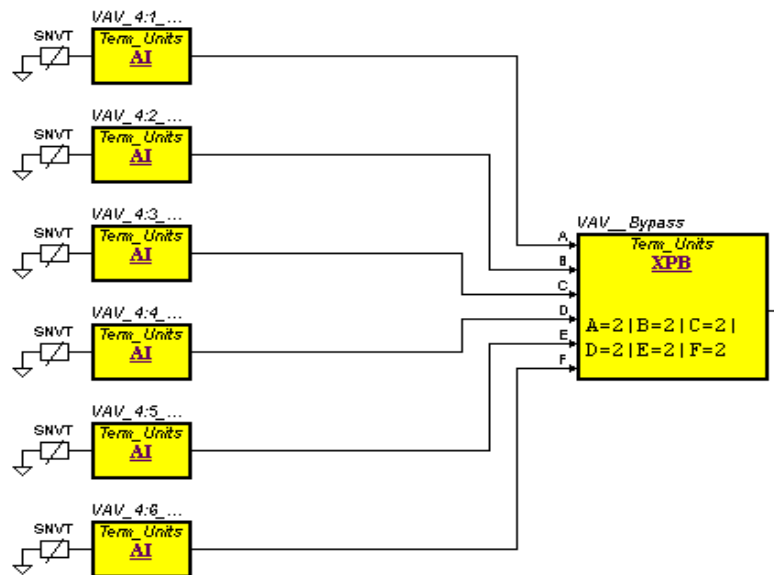 VAV_4:1_...
SNVT
Term_Units
AI
VAV_4:2_...
SNVT
Term_Units
AI
VAV_4:3_...
SNVT
Term_Units
AI
VAV_4:4_...
SNVT
Term_Units
AI
VAV_4:5_...
SNVT
Term_Units
AI
VAV_4:6_...
SNVT
Term_Units
AI
VAV__Bypass
Term_Units
XPB
A
B
C
D
E
F
A=2|B=2|C=2|
D=2|E=2|F=2